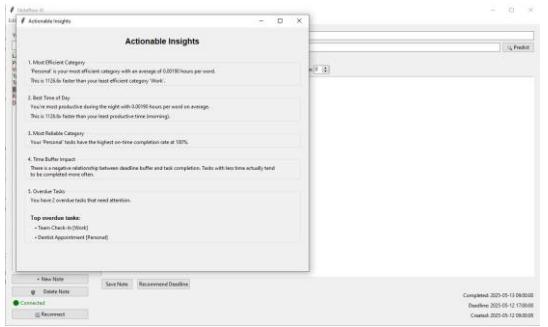 Actionable Insights
Actionable Insights
1. Most Efficient Category
'Personal' is your most efficient category with an average of 0.00190 hours per word.
This is 1126.6x faster than your least efficient category 'Work'.
2. Best Time of Day
You're most productive during the night with 0.00190 hours per word on average.
This is 1126.6x faster than your least productive time (morning).
3. Most Reliable Category
Your 'Personal' tasks have the highest on-time completion rate at 100%.
4. Time Buffer Impact
There is a negative relationship between deadline buffer and task completion. Tasks with less time actually tend
to be completed more often.
5. Overdue Tasks
You have 2 overdue tasks that need attention.
Top overdue tasks:
• Team Check-In [Work]
• Dentist Appointment [Personal]
Predict
+ New Note
Delete Note
Save Note Recommend Deadline
Connected
Reconnect
Completed: 2025-05-13 09:00:00
Deadline: 2025-05-12 17:00:00
Created: 2025-05-12 09:00:00